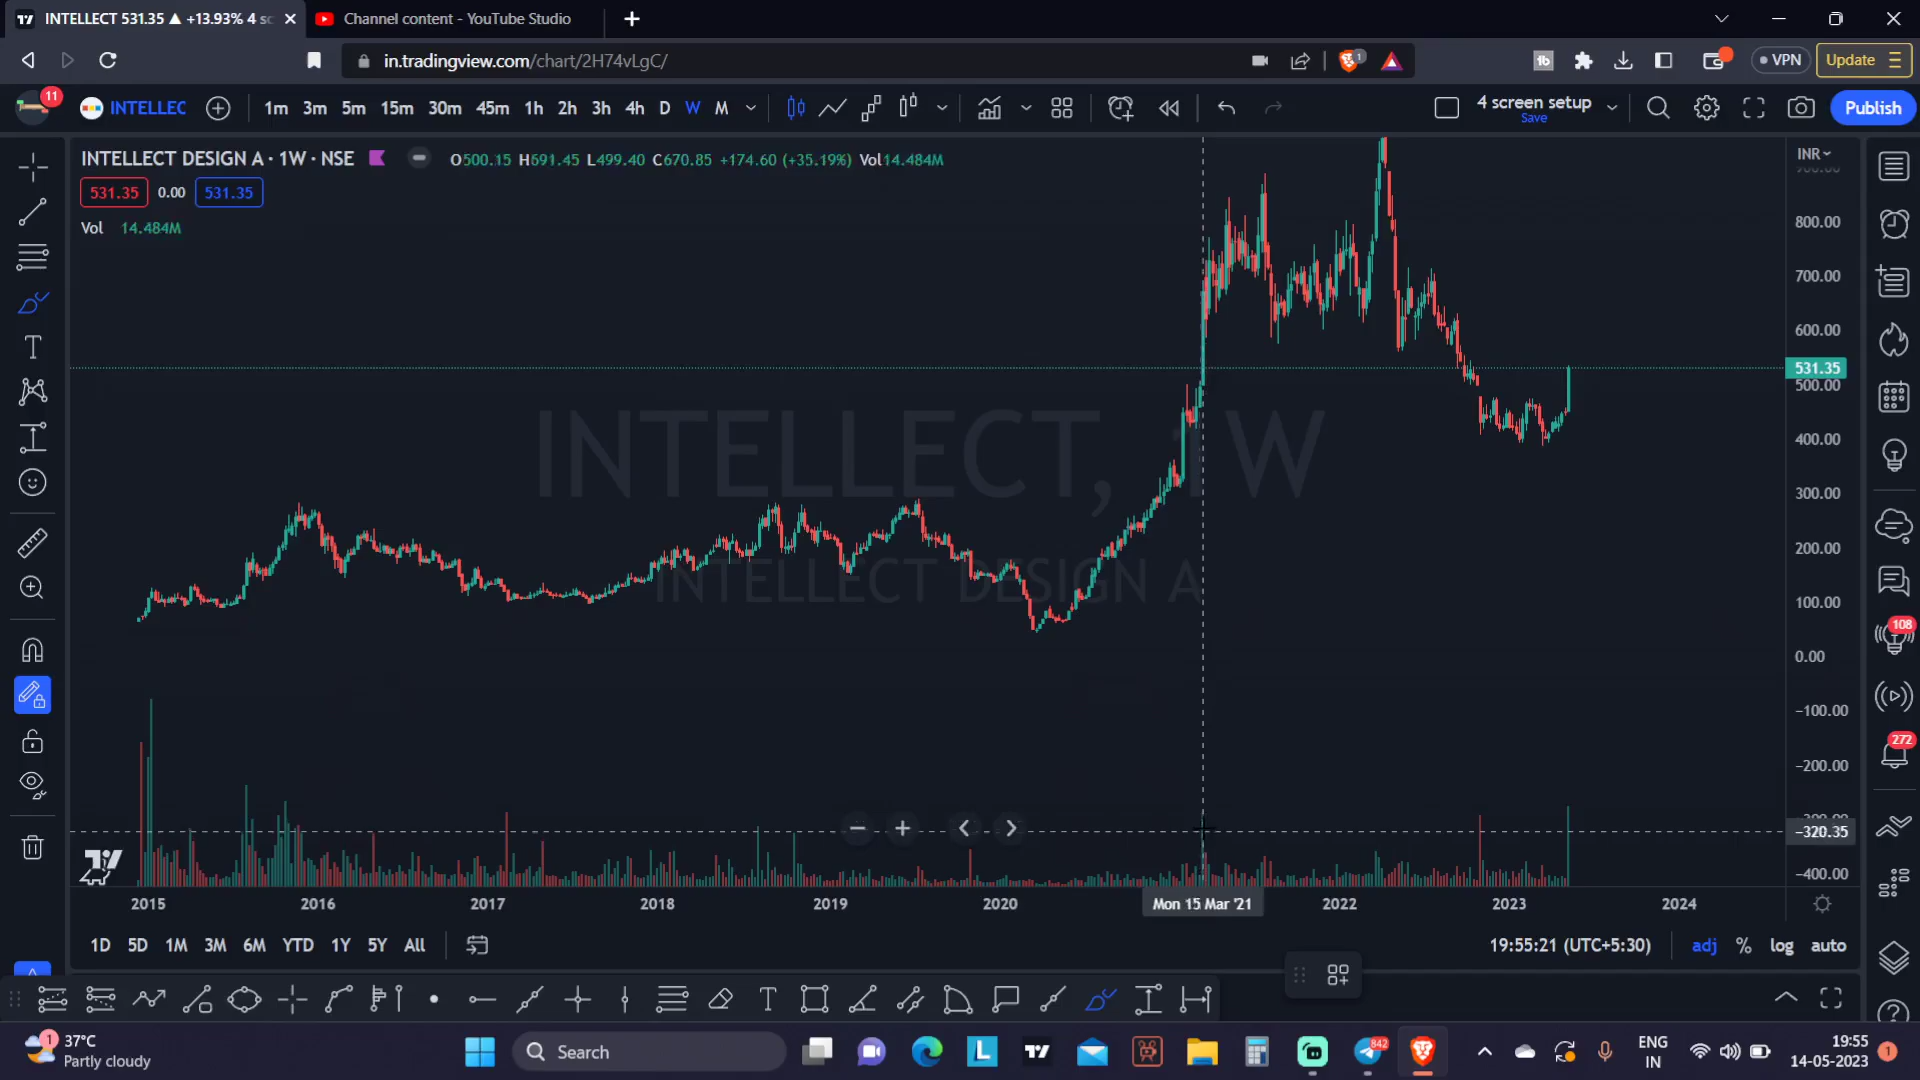 INTELLECT 531.35 ▲ +13.93% 4 sc
Channel content - YouTube Studio
in.tradingview.com/chart/2H74vLgC/
1
VPN
Update
11
INTELLEC
1m 3m 5m 15m 30m 45m 1h 2h 3h 4h D W M
4 screen setup
Save
Publish
INTELLECT DESIGN A · 1W · NSE
O500.15 H691.45 L499.40 C670.85 +174.60 (+35.19%) Vol14.484M
531.35 0.00 531.35
Vol 14.484M
INR
900.00
800.00
700.00
600.00
531.35
500.00
400.00
300.00
200.00
100.00
0.00
−100.00
−200.00
−320.35
−400.00
INTELLECT, 1W
INTELLECT DESIGN A
108
272
2015 2016 2017 2018 2019 2020 Mon 15 Mar '21 2022 2023 2024
1D 5D 1M 3M 6M YTD 1Y 5Y All
19:55:21 (UTC+5:30) adj % log auto
1
37°C
Partly cloudy
Search
842
ENG
IN
19:55
14-05-2023
1